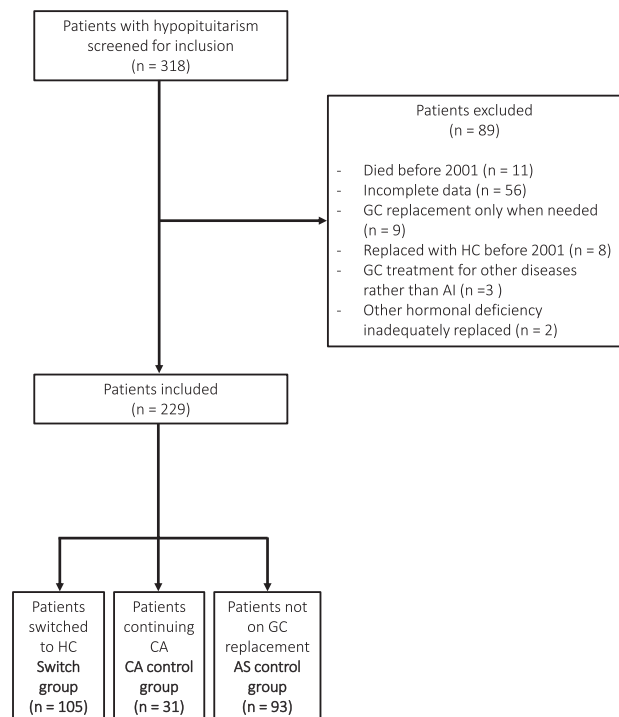 Patients with hypopituitarism
screened for inclusion
(n = 318)
Patients excluded
(n = 89)
- Died before 2001 (n = 11)
- Incomplete data (n = 56)
- GC replacement only when needed
(n = 9)
- Replaced with HC before 2001 (n = 8)
- GC treatment for other diseases
rather than AI (n =3 )
- Other hormonal deficiency
inadequately replaced (n = 2)
Patients included
(n = 229)
Patients
switched
to HC
Switch
group
(n = 105)
Patients
continuing
CA
CA control
group
(n = 31)
Patients not
on GC
replacement
AS control
group
(n = 93)